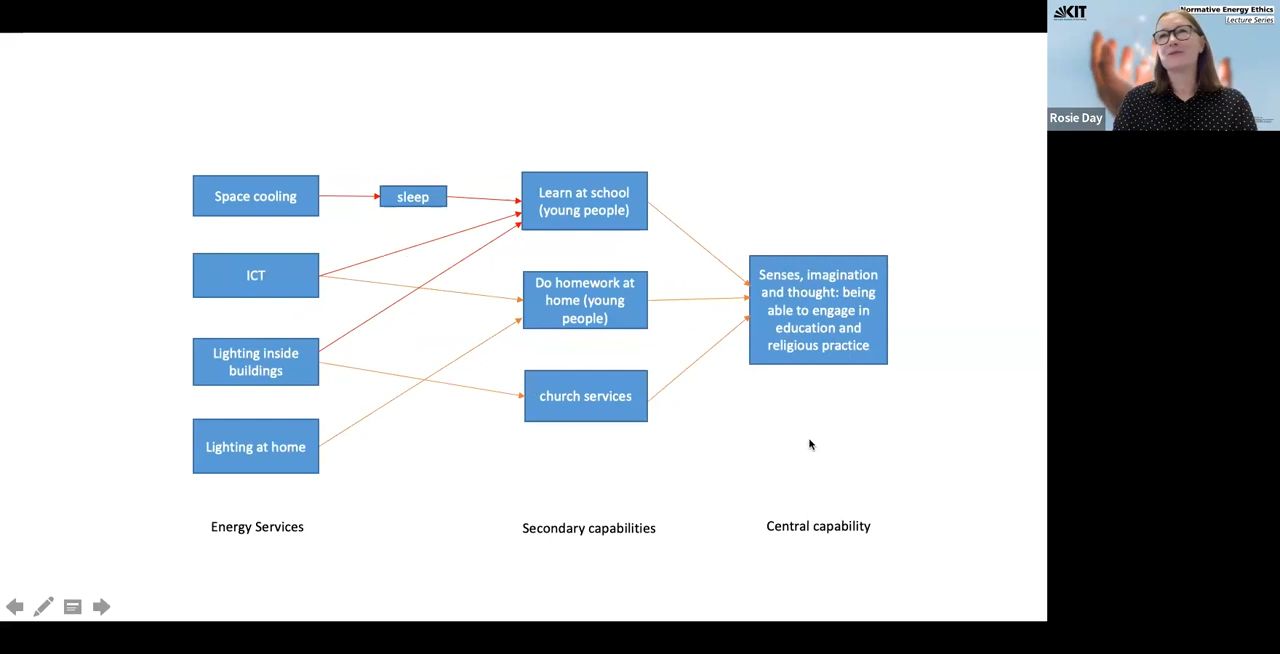 KIT
Normative Energy Ethics
Lecture Series
Rosie Day
Space cooling
sleep
Learn at school
(young people)
ICT
Do homework at
home (young
people)
Senses, imagination
and thought: being
able to engage in
education and
religious practice
Lighting inside
buildings
church services
Lighting at home
Energy Services
Secondary capabilities
Central capability